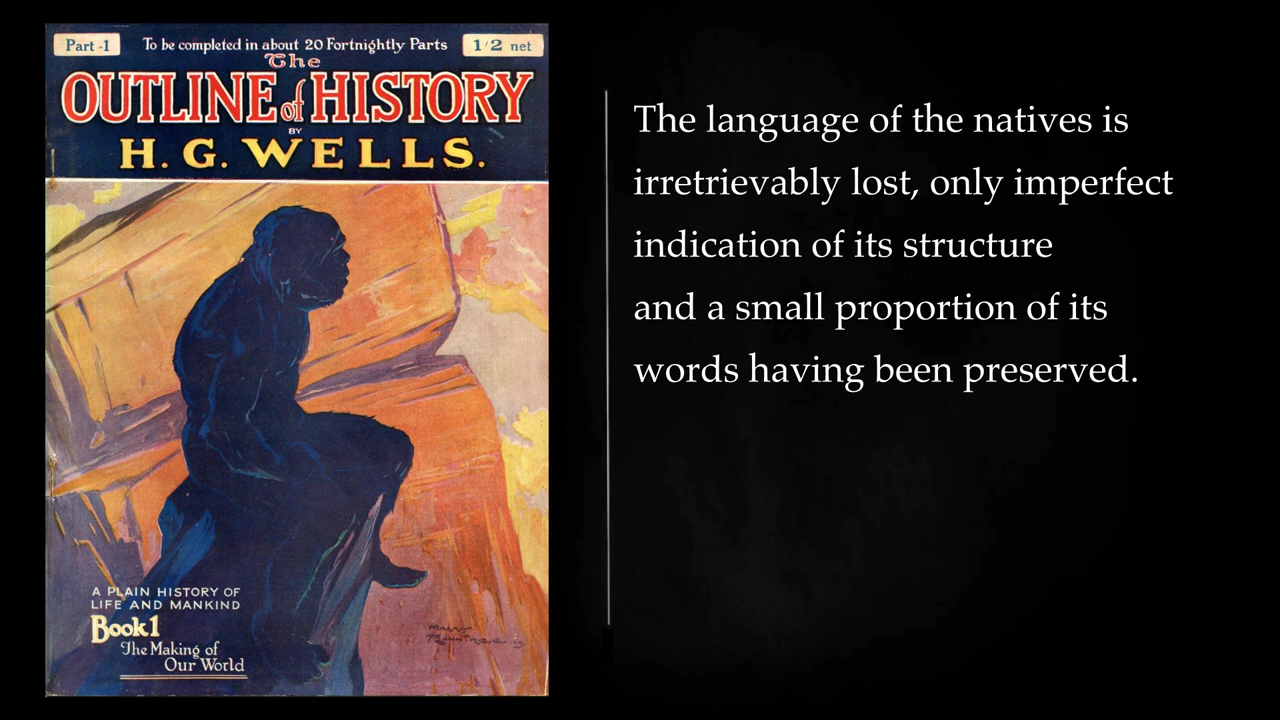 Part -1
To be completed in about 20 Fortnightly Parts
1/2 net
The
OUTLINE of HISTORY
BY
H. G. WELLS.
A PLAIN HISTORY OF
LIFE AND MANKIND
Book 1
The Making of
Our World
The language of the natives is
irretrievably lost, only imperfect
indication of its structure
and a small proportion of its
words having been preserved.